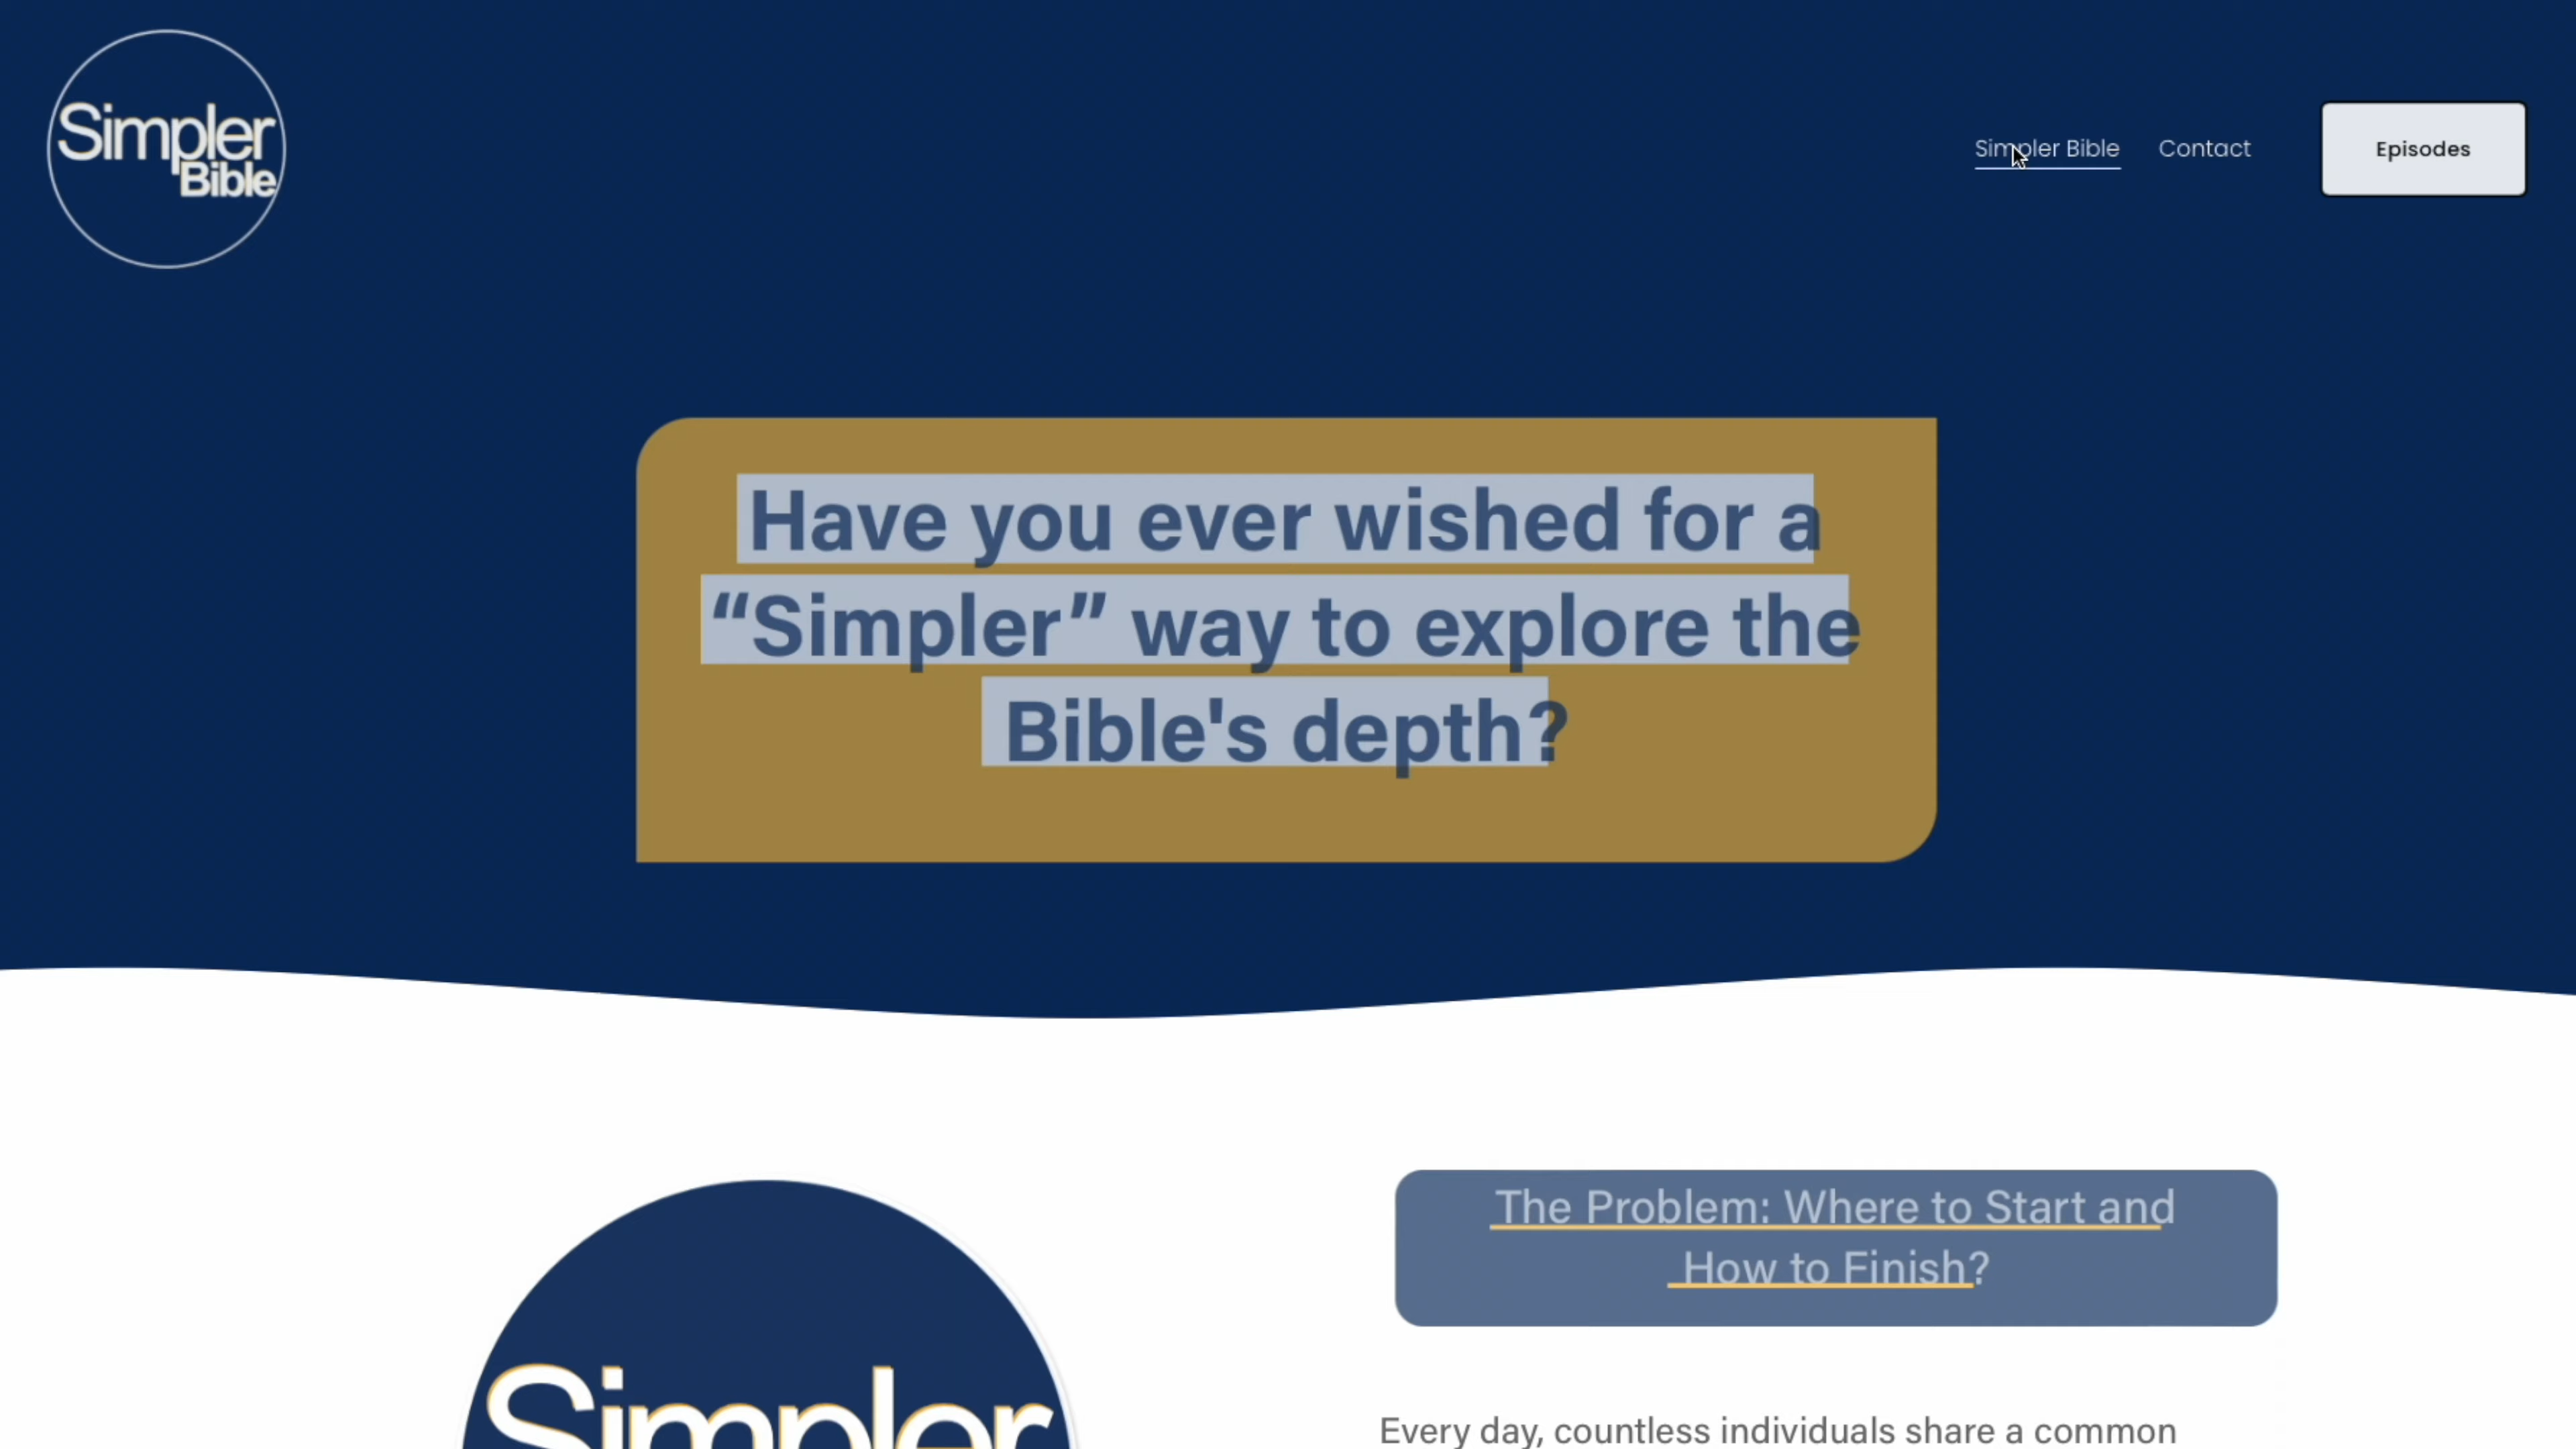 Simpler
Bible
Simpler Bible
Contact
Episodes
Have you ever wished for a
“Simpler” way to explore the
Bible's depth?
The Problem: Where to Start and
How to Finish?
Every day, countless individuals share a common
Simpler